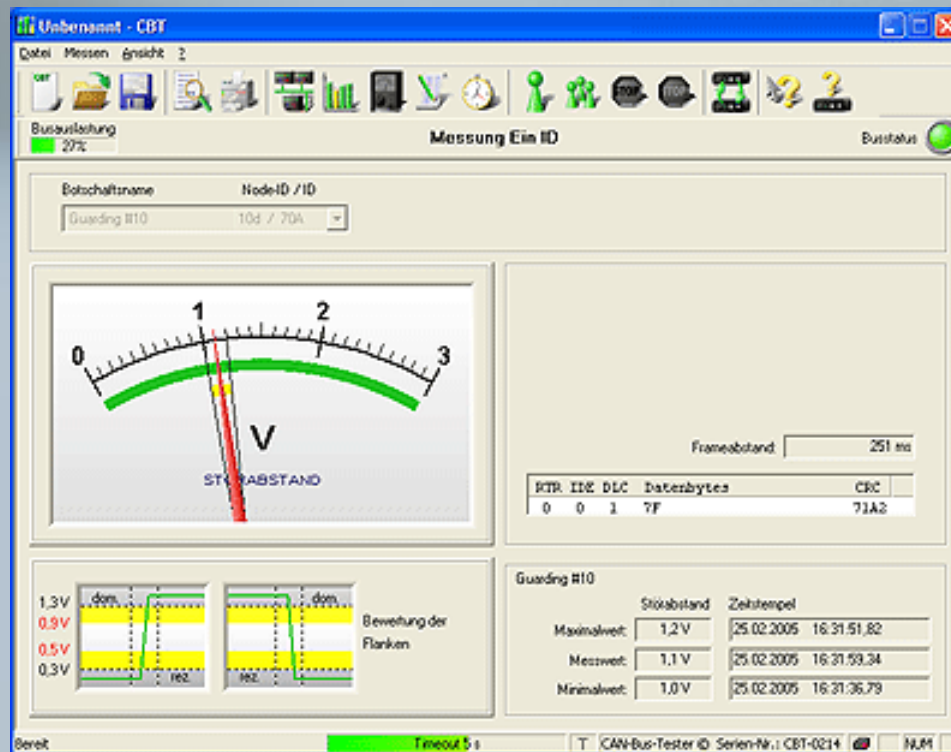 Unbenannt - CBT
Datei Messen Ansicht ?
CBT
STOP STOP
Busauslastung
27%
Messung Ein ID
Busstatus
Botschaftsname Node-ID / ID
Guarding #10 10d / 70A
0 1 2 3
V
STÖRABSTAND
Frameabstand: 251 ms
RTR IDE DLC Datenbytes CRC
0 0 1 7F 71A2
1,3V
0,9V
0,5V
0,3V
dom. rez.
dom. rez.
Bewertung der
Flanken
Guarding #10
Störabstand Zeitstempel
Maximalwert: 1,2 V 25.02.2005 16:31:51,82
Messwert: 1,1 V 25.02.2005 16:31:59,34
Minimalwert: 1,0 V 25.02.2005 16:31:36,79
Bereit Timeout 5 s T CAN-Bus-Tester © Serien-Nr.: CBT-0214 NUM